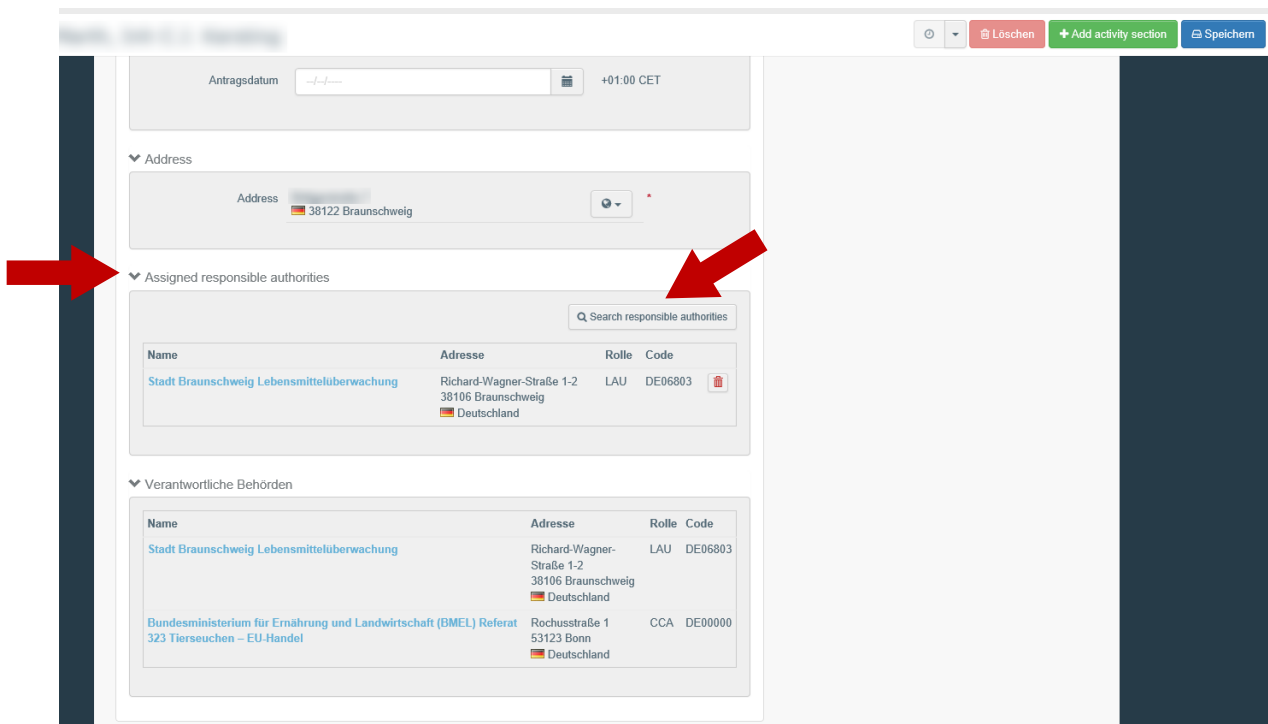 Löschen
Add activity section
Speichern
Antragsdatum --/--/---- +01:00 CET
Address
Address
38122 Braunschweig *
Assigned responsible authorities
Search responsible authorities
Name Adresse Rolle Code
Stadt Braunschweig Lebensmittelüberwachung Richard-Wagner-Straße 1-2 LAU DE06803
38106 Braunschweig
Deutschland
Verantwortliche Behörden
Name Adresse Rolle Code
Stadt Braunschweig Lebensmittelüberwachung Richard-Wagner- LAU DE06803
Straße 1-2
38106 Braunschweig
Deutschland
Bundesministerium für Ernährung und Landwirtschaft (BMEL) Referat Rochusstraße 1 CCA DE00000
323 Tierseuchen – EU-Handel 53123 Bonn
Deutschland